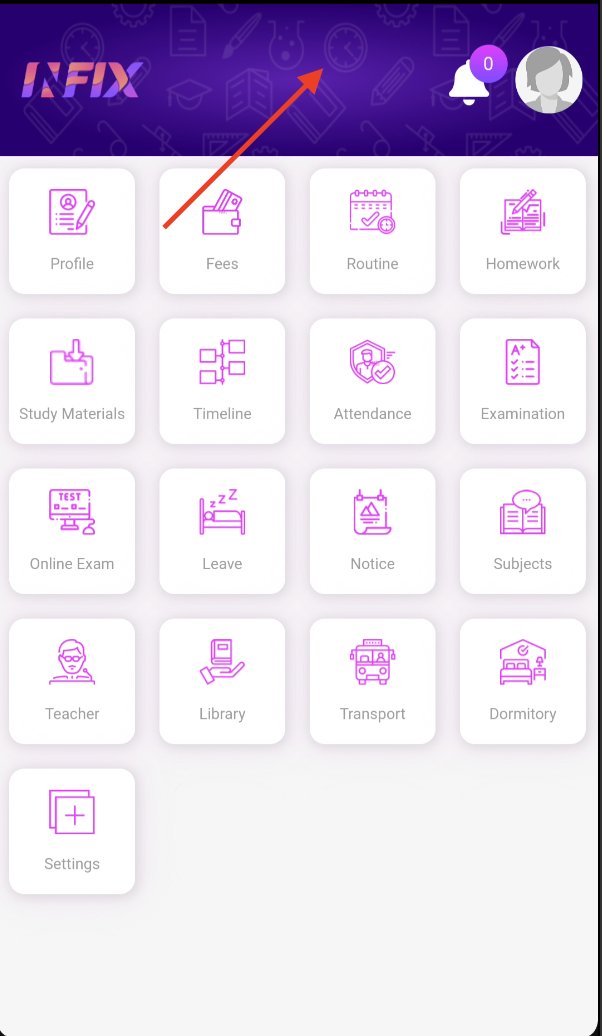 INFIX
0
Profile
Fees
Routine
Homework
A+
Study Materials
Timeline
Attendance
Examination
TEST
z z Z
Online Exam
Leave
Notice
Subjects
Teacher
Library
Transport
Dormitory
Settings